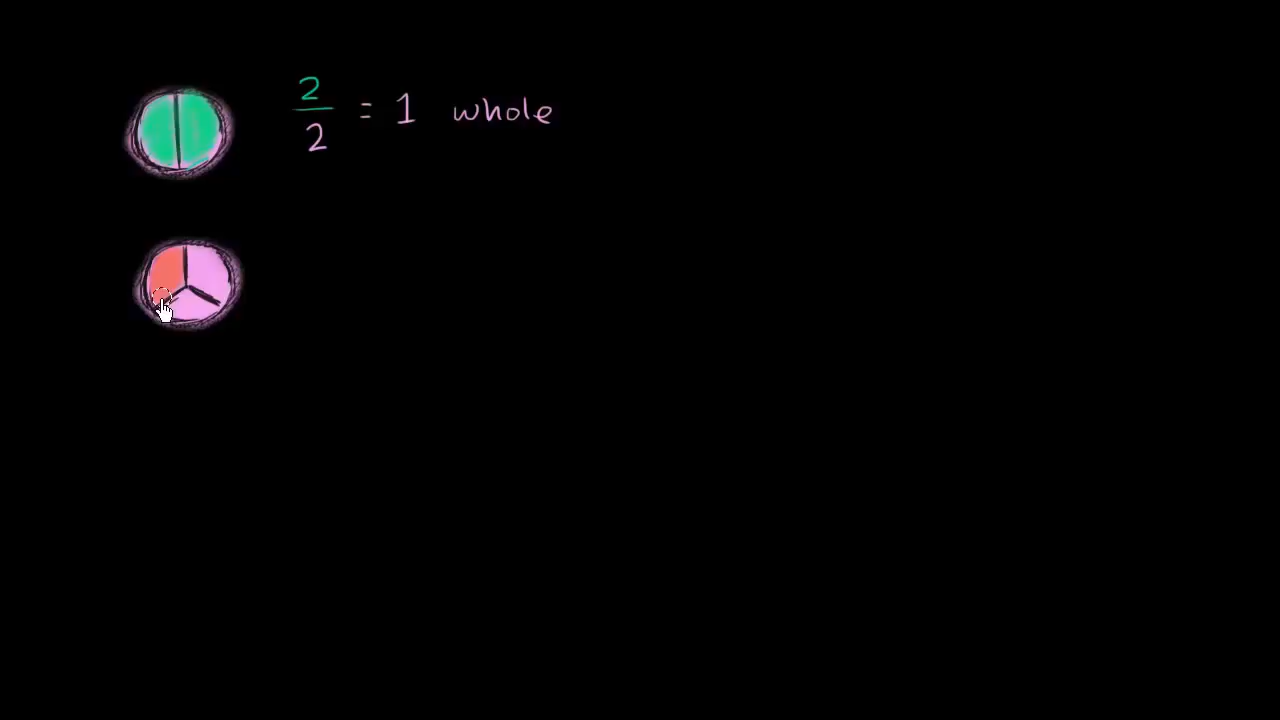 2/2 = 1 whole